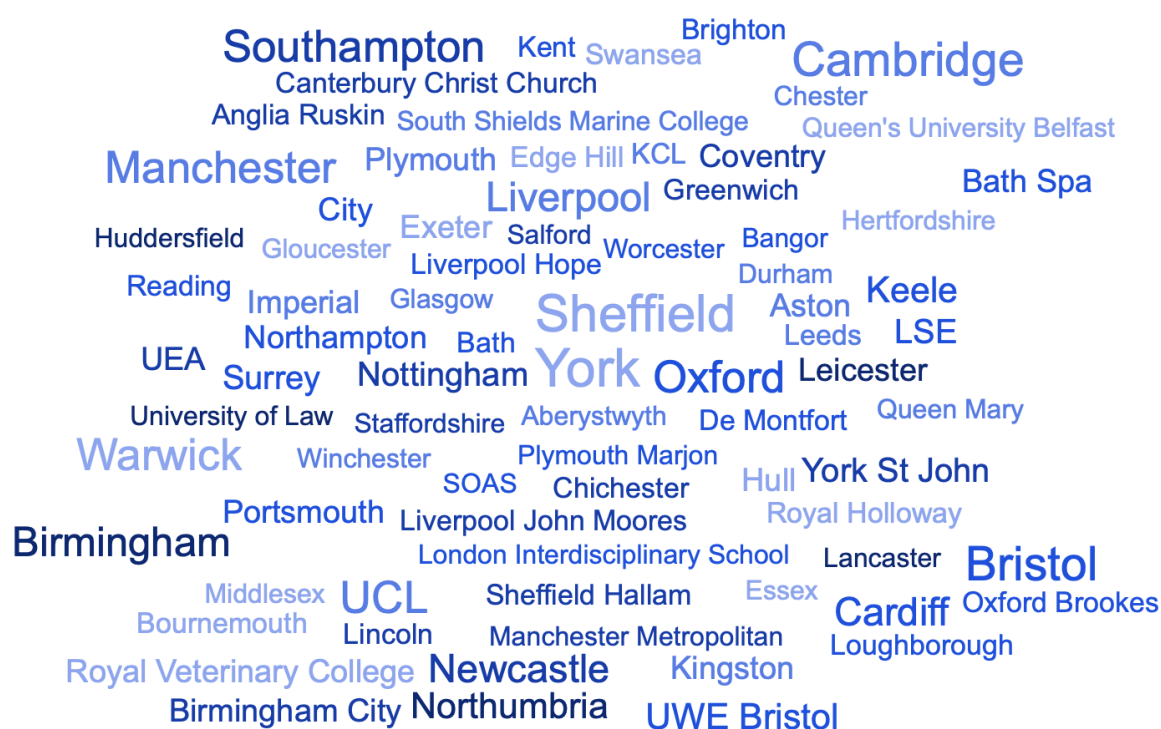 Brighton
Southampton Kent Swansea Cambridge
Canterbury Christ Church
Chester
Anglia Ruskin South Shields Marine College Queen's University Belfast
Manchester Plymouth Edge Hill KCL Coventry
Bath Spa
Liverpool Greenwich
City Exeter Hertfordshire
Huddersfield Gloucester Salford Worcester Bangor
Liverpool Hope Durham
Reading Imperial Glasgow Sheffield Aston Keele
Northampton Bath Leeds LSE
UEA Surrey Nottingham York Oxford Leicester
University of Law Staffordshire Aberystwyth De Montfort Queen Mary
Warwick Winchester Plymouth Marjon
SOAS Chichester Hull York St John
Portsmouth Liverpool John Moores Royal Holloway
Birmingham London Interdisciplinary School Lancaster Bristol
Middlesex UCL Sheffield Hallam Essex Cardiff Oxford Brookes
Bournemouth Lincoln Manchester Metropolitan Loughborough
Royal Veterinary College Newcastle Kingston
Birmingham City Northumbria UWE Bristol